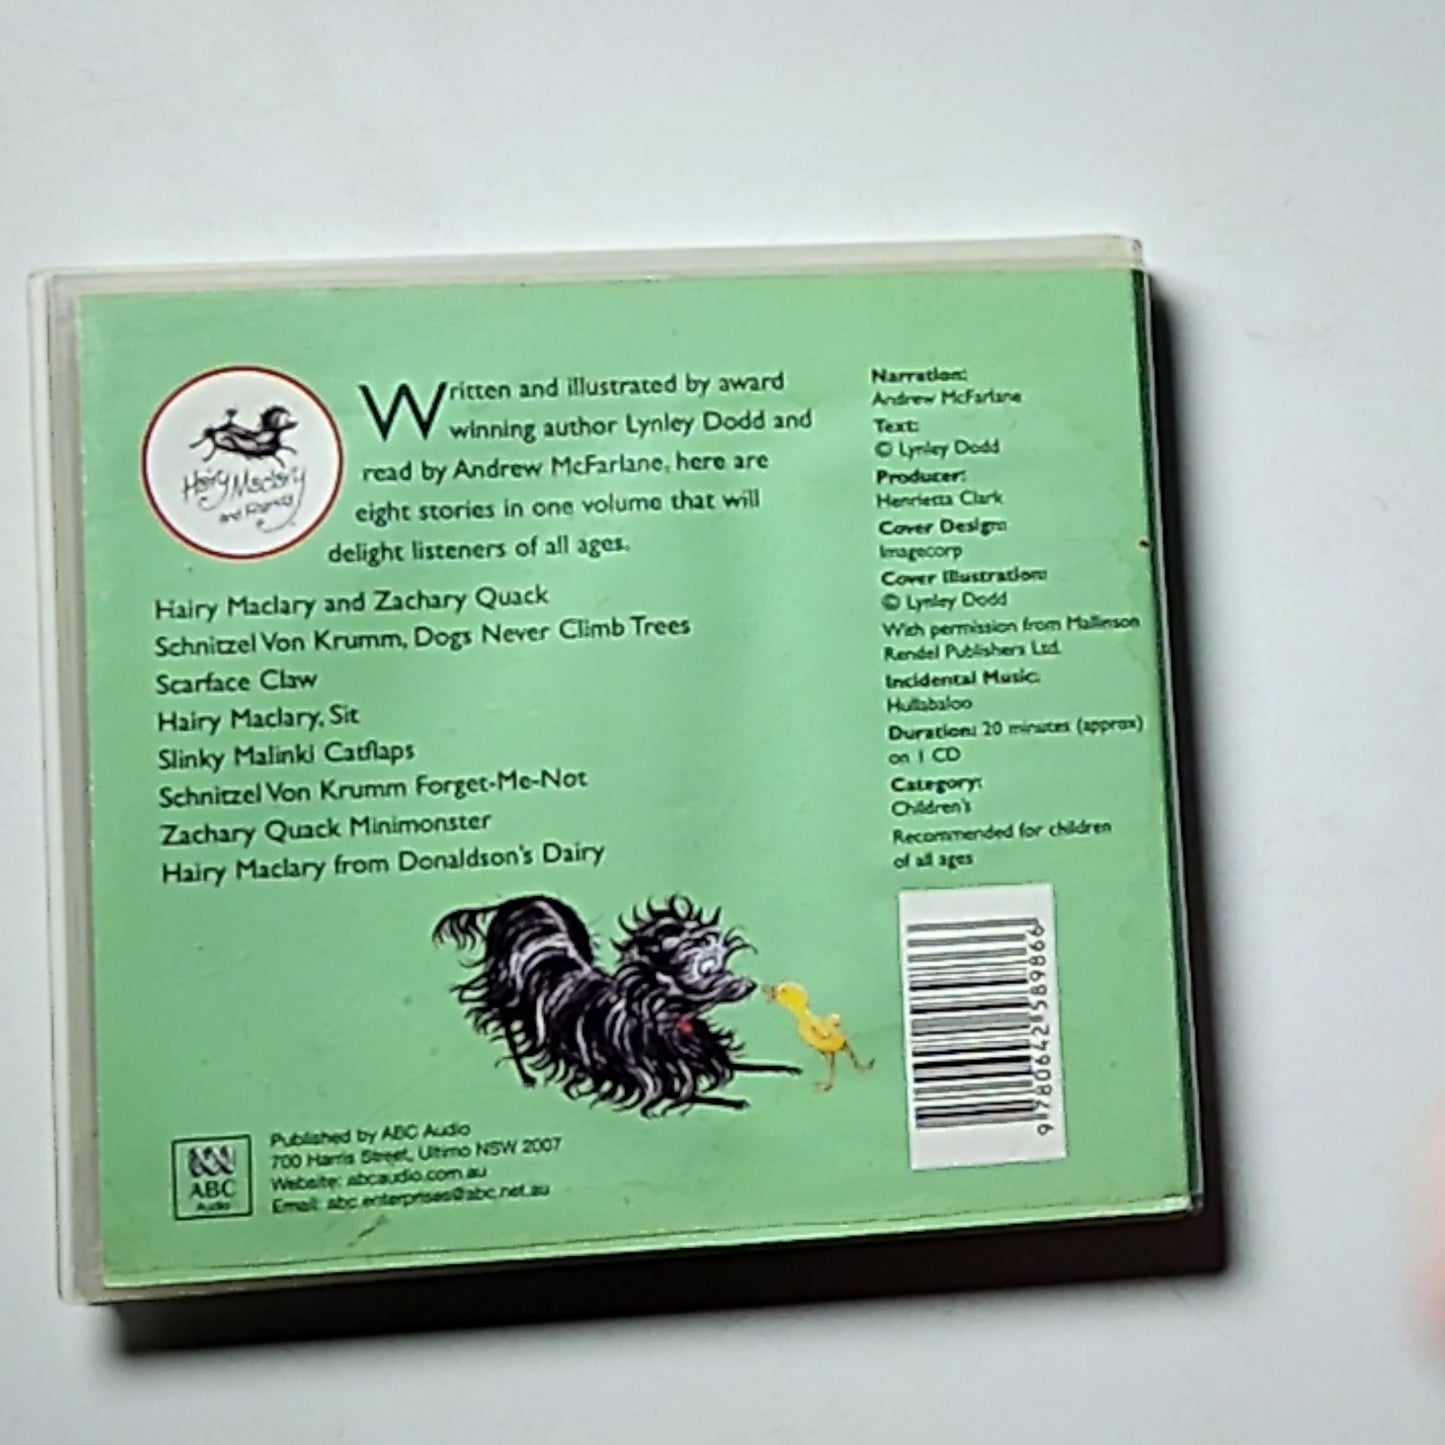 Hairy Maclary
and Friends
Written and illustrated by award
winning author Lynley Dodd and
read by Andrew McFarlane, here are
eight stories in one volume that will
delight listeners of all ages.
Hairy Maclary and Zachary Quack
Schnitzel Von Krumm, Dogs Never Climb Trees
Scarface Claw
Hairy Maclary, Sit
Slinky Malinki Catflaps
Schnitzel Von Krumm Forget-Me-Not
Zachary Quack Minimonster
Hairy Maclary from Donaldson's Dairy
Narration:
Andrew McFarlane
Text:
© Lynley Dodd
Producer:
Henrietta Clark
Cover Design:
Imagecorp
Cover Illustration:
© Lynley Dodd
With permission from Mallinson
Rendel Publishers Ltd.
Incidental Music:
Hullabaloo
Duration: 20 minutes (approx)
on 1 CD
Category:
Children's
Recommended for children
of all ages
9 780642 589866
ABC
Audio
Published by ABC Audio
700 Harris Street, Ultimo NSW 2007
Website: abcaudio.com.au
Email: abc.enterprises@abc.net.au